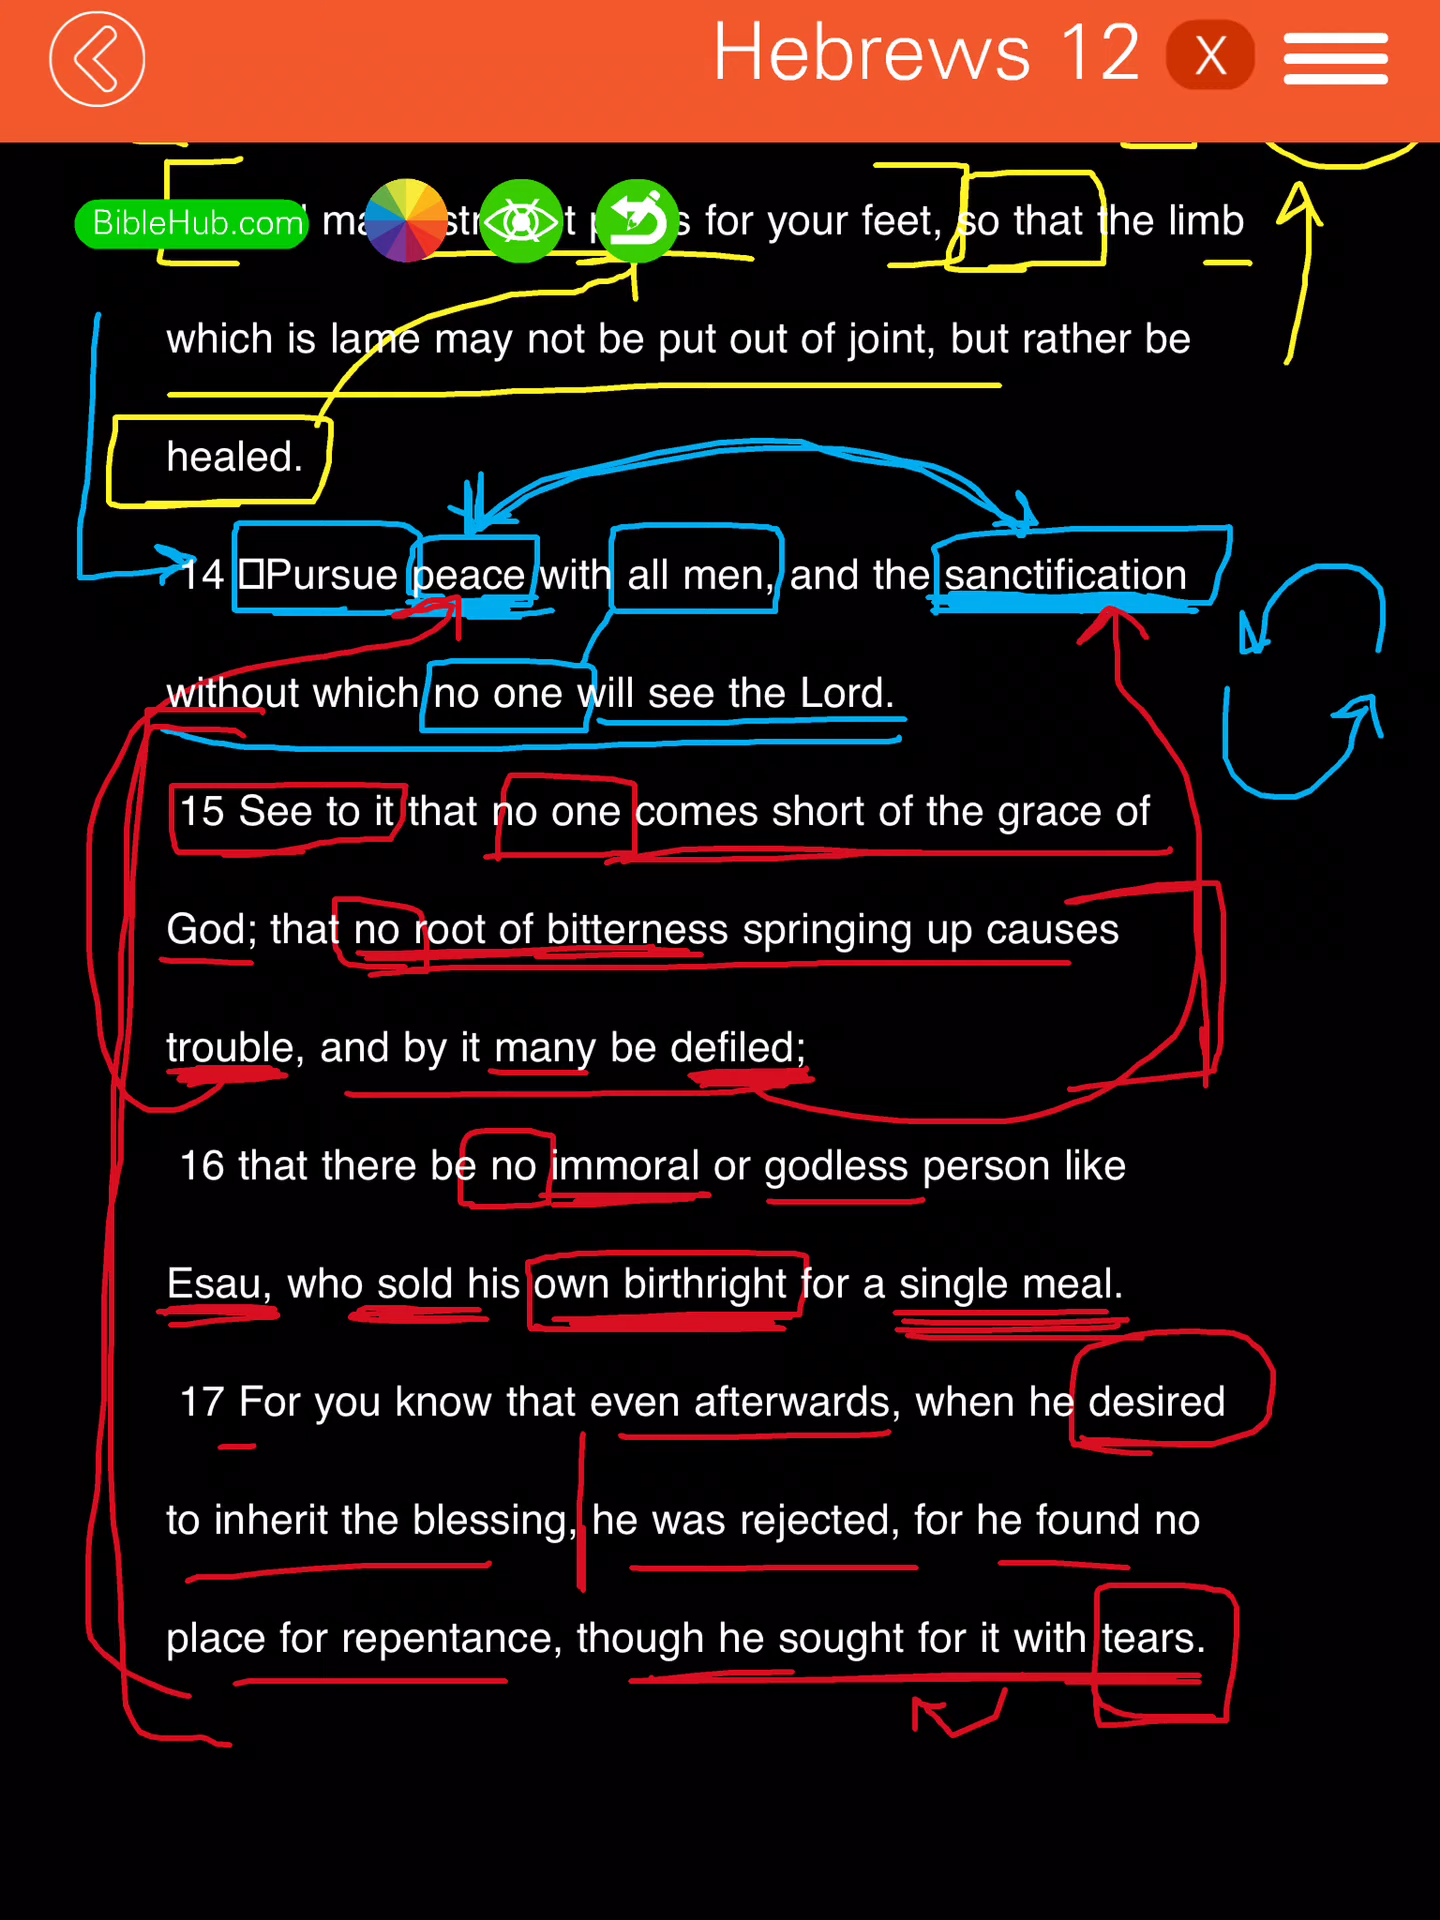 Hebrews 12 X
BibleHub.com for your feet, so that the limb
which is lame may not be put out of joint, but rather be
healed.
14 Pursue peace with all men, and the sanctification
without which no one will see the Lord.
15 See to it that no one comes short of the grace of
God; that no root of bitterness springing up causes
trouble, and by it many be defiled;
16 that there be no immoral or godless person like
Esau, who sold his own birthright for a single meal.
17 For you know that even afterwards, when he desired
to inherit the blessing, he was rejected, for he found no
place for repentance, though he sought for it with tears.